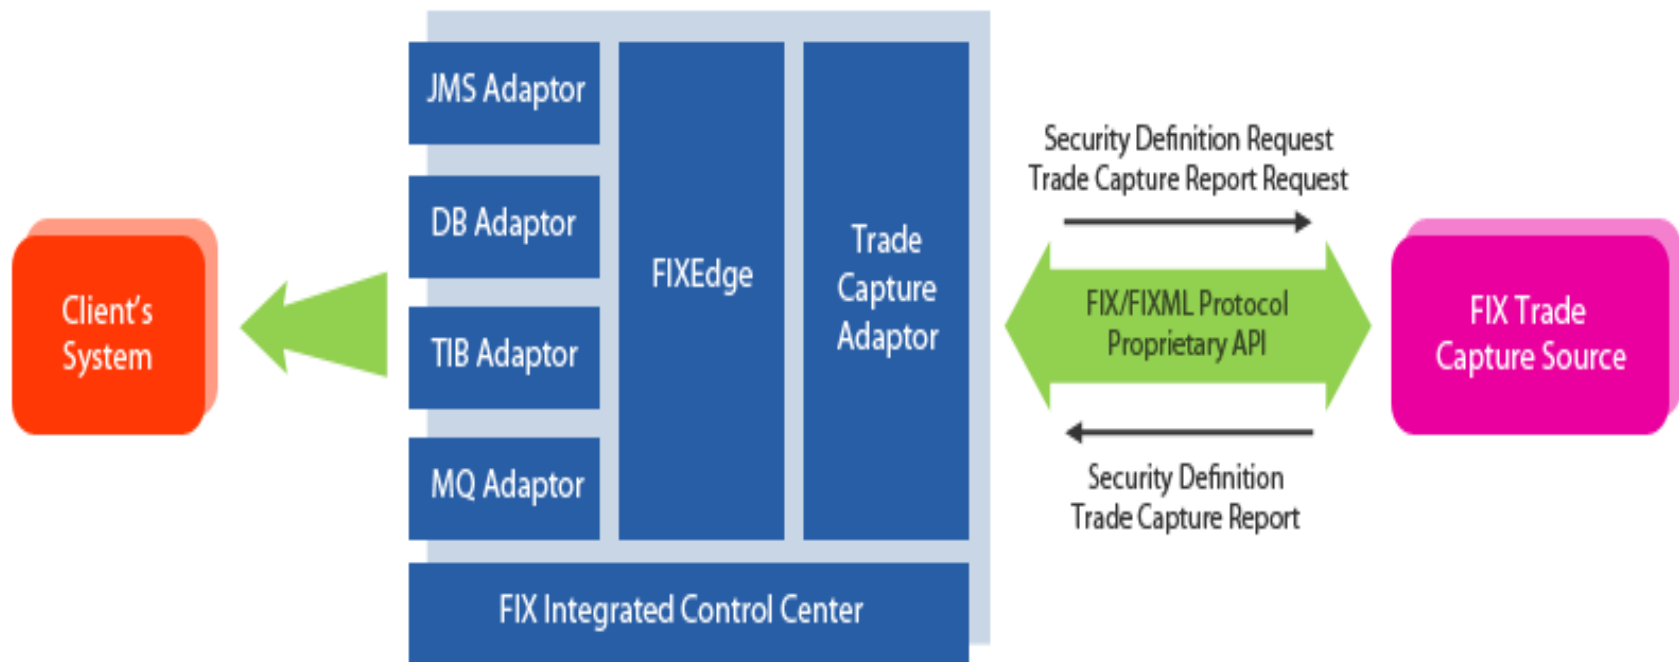 Client's
System
JMS Adaptor
DB Adaptor
TIB Adaptor
MQ Adaptor
FIXEdge
Trade
Capture
Adaptor
FIX Integrated Control Center
Security Definition Request
Trade Capture Report Request
FIX/FIXML Protocol
Proprietary API
Security Definition
Trade Capture Report
FIX Trade
Capture Source